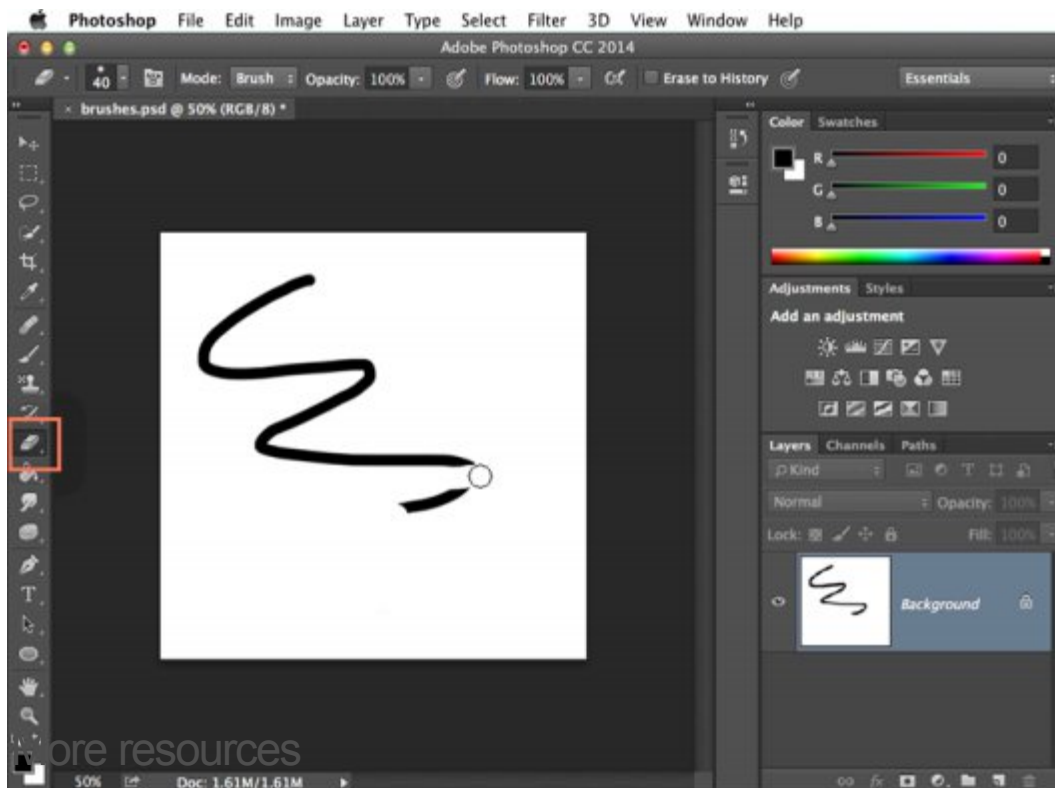 Photoshop File Edit Image Layer Type Select Filter 3D View Window Help
Adobe Photoshop CC 2014
40 Mode: Brush Opacity: 100% Flow: 100% Erase to History Essentials
× brushes.psd @ 50% (RGB/8) *
Color Swatches
R 0
G 0
B 0
Adjustments Styles
Add an adjustment
Layers Channels Paths
Kind T
Normal Opacity: 100%
Lock: Fill: 100%
Background
T
ore resources
50% Doc: 1.61M/1.61M
fx